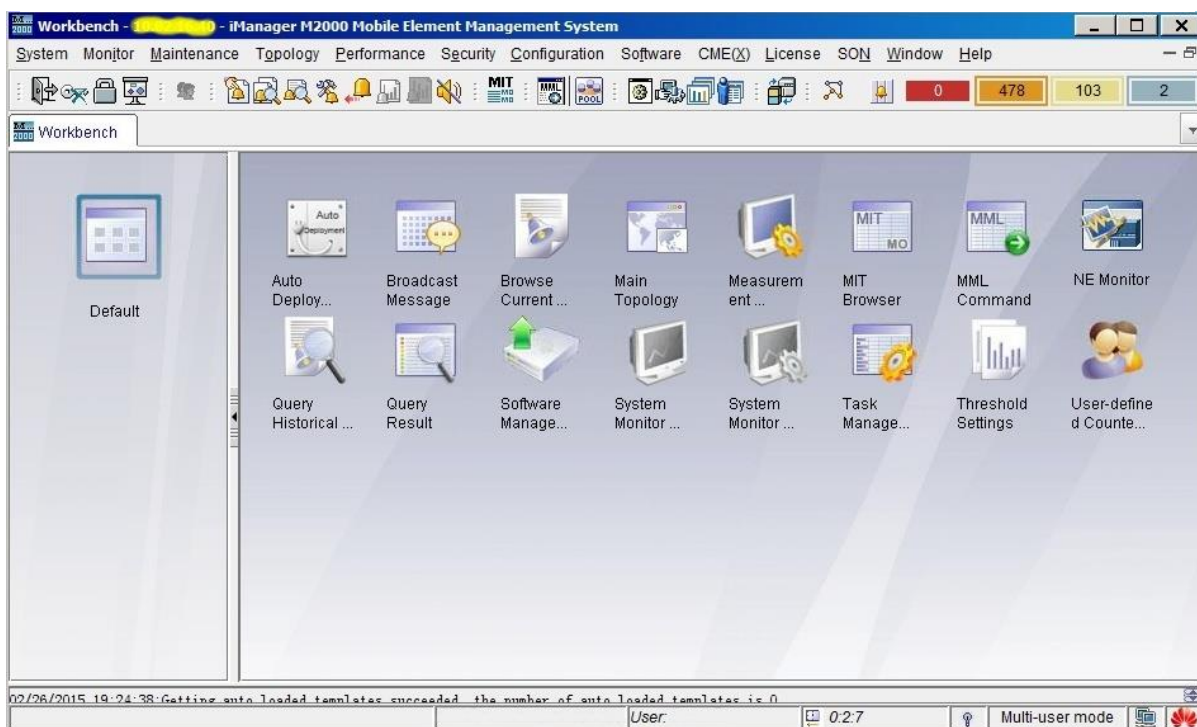 Workbench - - iManager M2000 Mobile Element Management System
System Monitor Maintenance Topology Performance Security Configuration Software CME(X) License SON Window Help
MIT MML POOL 0 478 103 2
Workbench
Default
Auto Deployment
MIT MO
MML
Auto Deploy...
Broadcast Message
Browse Current ...
Main Topology
Measurem ent ...
MIT Browser
MML Command
NE Monitor
Query Historical ...
Query Result
Software Manage...
System Monitor ...
System Monitor ...
Task Manage...
Threshold Settings
User-define d Counte...
02/26/2015 19:24:38:Getting auto loaded templates succeeded, the number of auto loaded templates is 0
User: 0:2:7 Multi-user mode